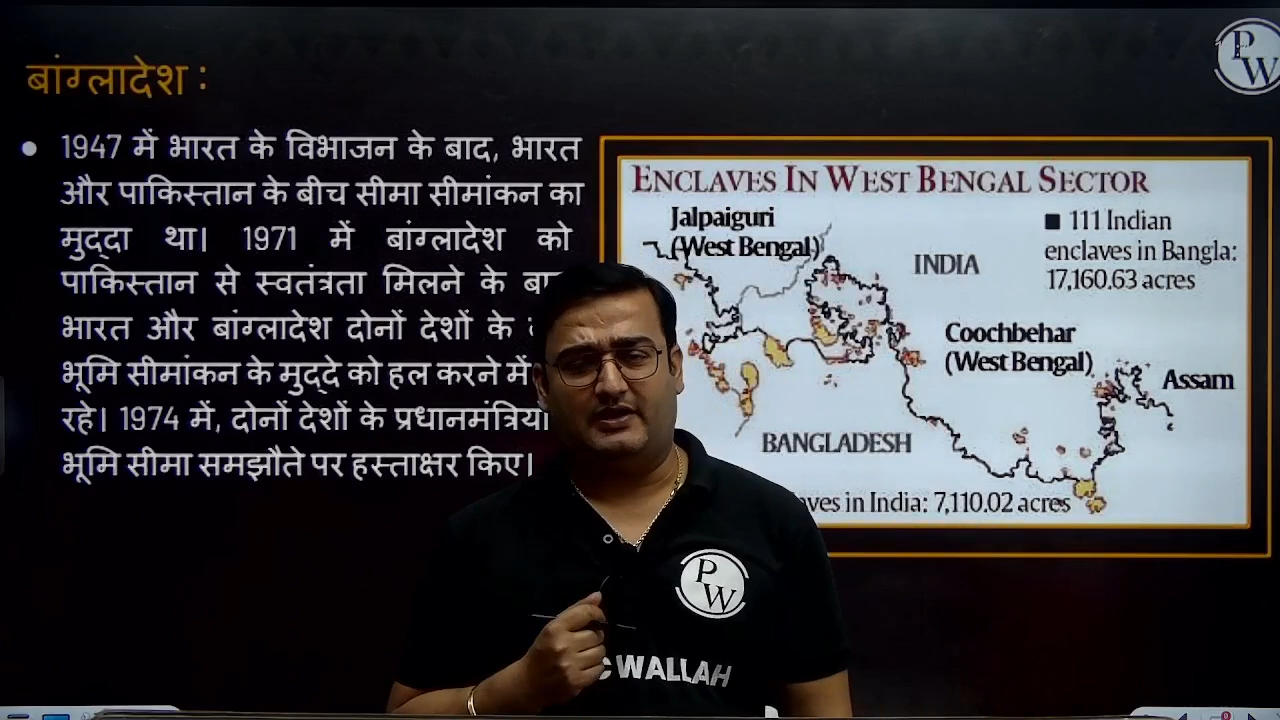 बांग्लादेश :
1947 में भारत के विभाजन के बाद, भारत
और पाकिस्तान के बीच सीमा सीमांकन का
मुद्दा था। 1971 में बांग्लादेश को
पाकिस्तान से स्वतंत्रता मिलने के
भारत और बांग्लादेश दोनों देशों के
भूमि सीमांकन के मुद्दे को हल करने में
रहे। 1974 में, दोनों देशों के
भूमि सीमा समझौते पर हस्ताक्षर किए।
PW
ENCLAVES IN WEST BENGAL SECTOR
Jalpaiguri
(West Bengal)
INDIA
■ 111 Indian
enclaves in Bangla:
17,160.63 acres
Coochbehar
(West Bengal)
Assam
BANGLADESH
in India: 7,110.02 acres
PW
WALLAH